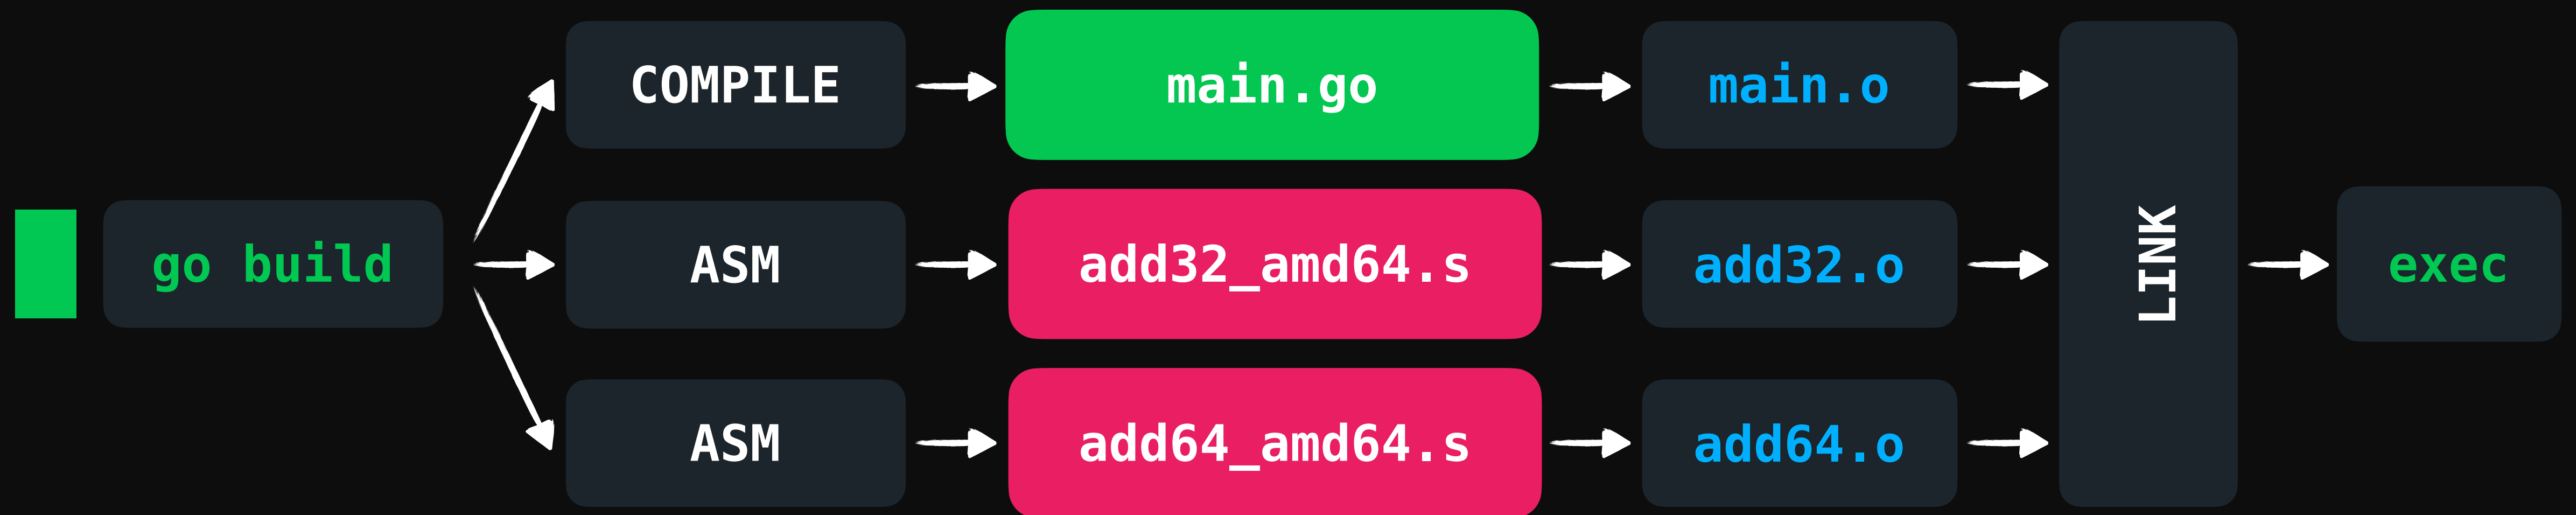 COMPILE
main.go
main.o
go build
ASM
add32_amd64.s
add32.o
LINK
exec
ASM
add64_amd64.s
add64.o